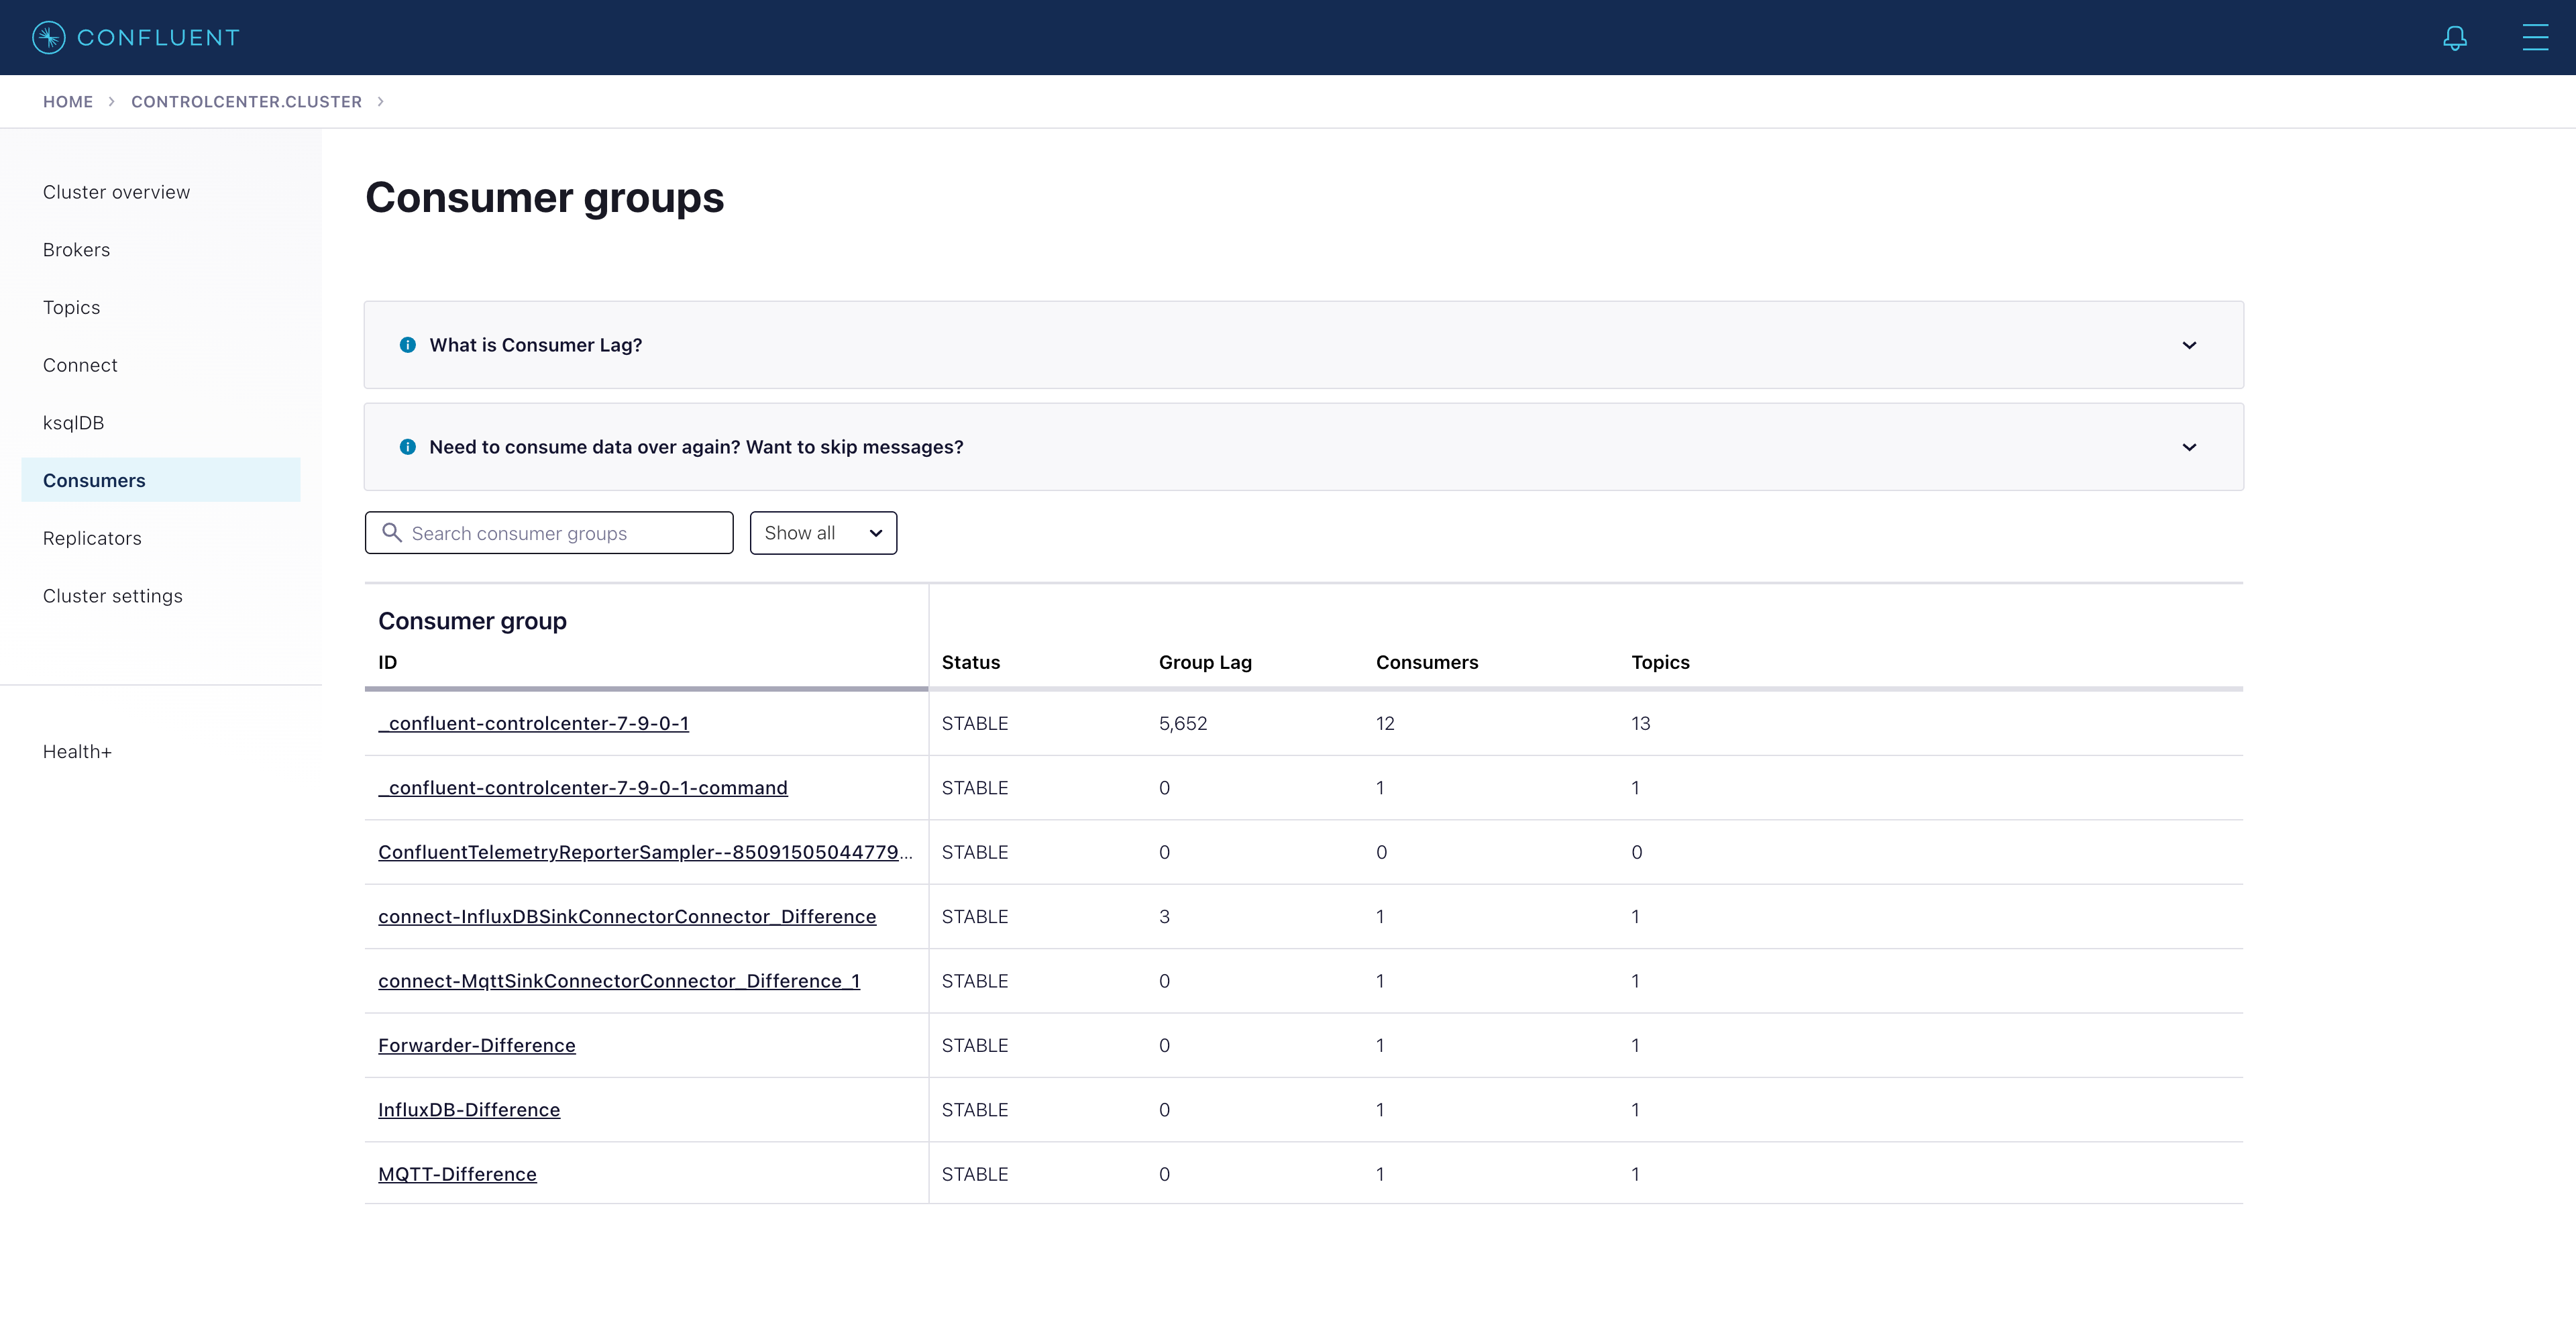 CONFLUENT
HOME > CONTROLCENTER.CLUSTER >
Cluster overview
Brokers
Topics
Connect
ksqlDB
Consumers
Replicators
Cluster settings
Health+
Consumer groups
What is Consumer Lag?
Need to consume data over again? Want to skip messages?
Search consumer groups Show all
Consumer group
ID Status Group Lag Consumers Topics
_confluent-controlcenter-7-9-0-1 STABLE 5,652 12 13
_confluent-controlcenter-7-9-0-1-command STABLE 0 1 1
ConfluentTelemetryReporterSampler--85091505044779... STABLE 0 0 0
connect-InfluxDBSinkConnectorConnector_Difference STABLE 3 1 1
connect-MqttSinkConnectorConnector_Difference_1 STABLE 0 1 1
Forwarder-Difference STABLE 0 1 1
InfluxDB-Difference STABLE 0 1 1
MQTT-Difference STABLE 0 1 1